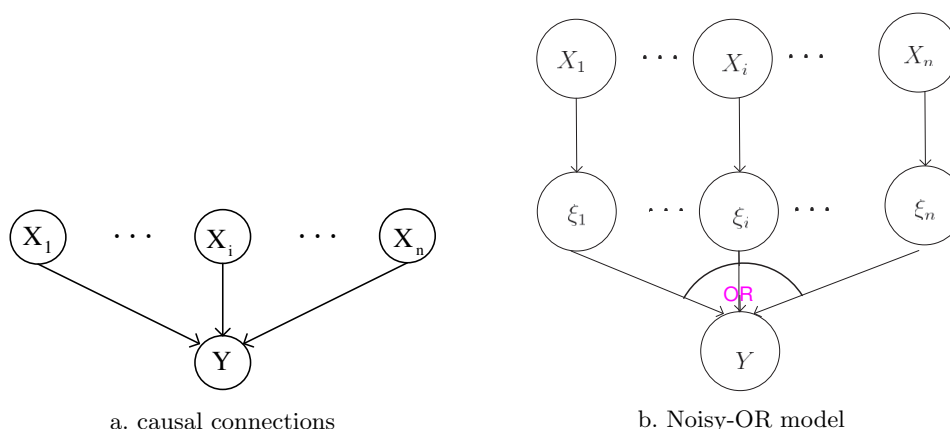 X₁ · · · Xᵢ · · · Xₙ
ξ₁ · · · ξᵢ · · · ξₙ
OR
Y
X₁ · · · Xᵢ · · · Xₙ
Y
a. causal connections
b. Noisy-OR model